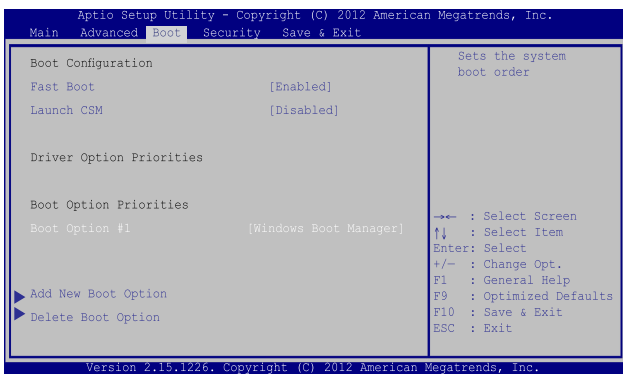 Aptio Setup Utility - Copyright (C) 2012 American Megatrends, Inc.
Main Advanced Boot Security Save & Exit
Boot Configuration
Fast Boot [Enabled]
Launch CSM [Disabled]
Driver Option Priorities
Boot Option Priorities
Boot Option #1 [Windows Boot Manager]
Add New Boot Option
Delete Boot Option
Sets the system
boot order
→← : Select Screen
↑↓ : Select Item
Enter: Select
+/— : Change Opt.
F1 : General Help
F9 : Optimized Defaults
F10 : Save & Exit
ESC : Exit
Version 2.15.1226. Copyright (C) 2012 American Megatrends, Inc.